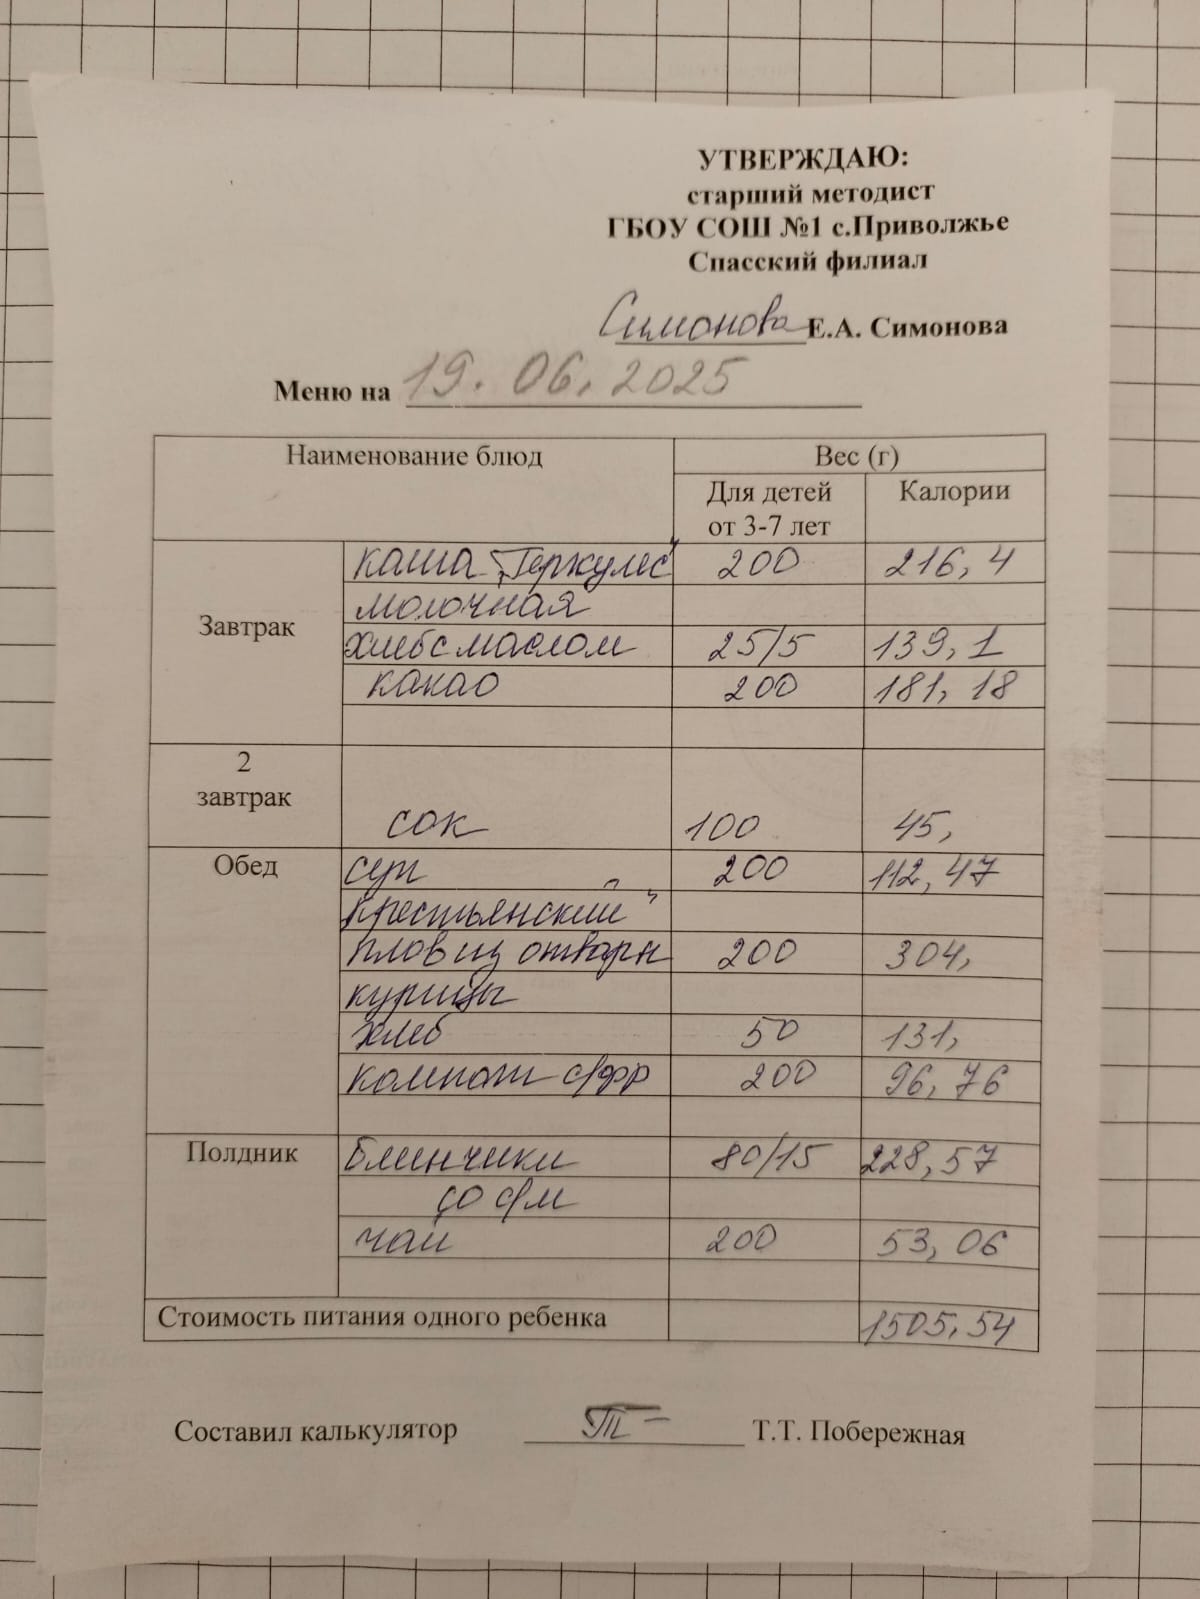 УТВЕРЖДАЮ:
старший методист
ГБОУ СОШ №1 с.Приволжье
Спасский филиал
Симонова Е.А. Симонова
Меню на 19.06.2025
Наименование блюд Вес (г)
Для детей от 3-7 лет Калории
Завтрак
каша „Геркулес" 200 216,4
молочная
хлеб с маслом 25/5 139,1
какао 200 181,18
2 завтрак
сок 100 45,
Обед
суп 200 112,47
крестьянский"
плов из отварн 200 304,
курицы
хлеб 50 131,
компот с/фр 200 96,76
Полдник
блинчики 80/15 228,57
со с/м
чай 200 53,06
Стоимость питания одного ребенка 1505,54
Составил калькулятор Т.Т. Побережная